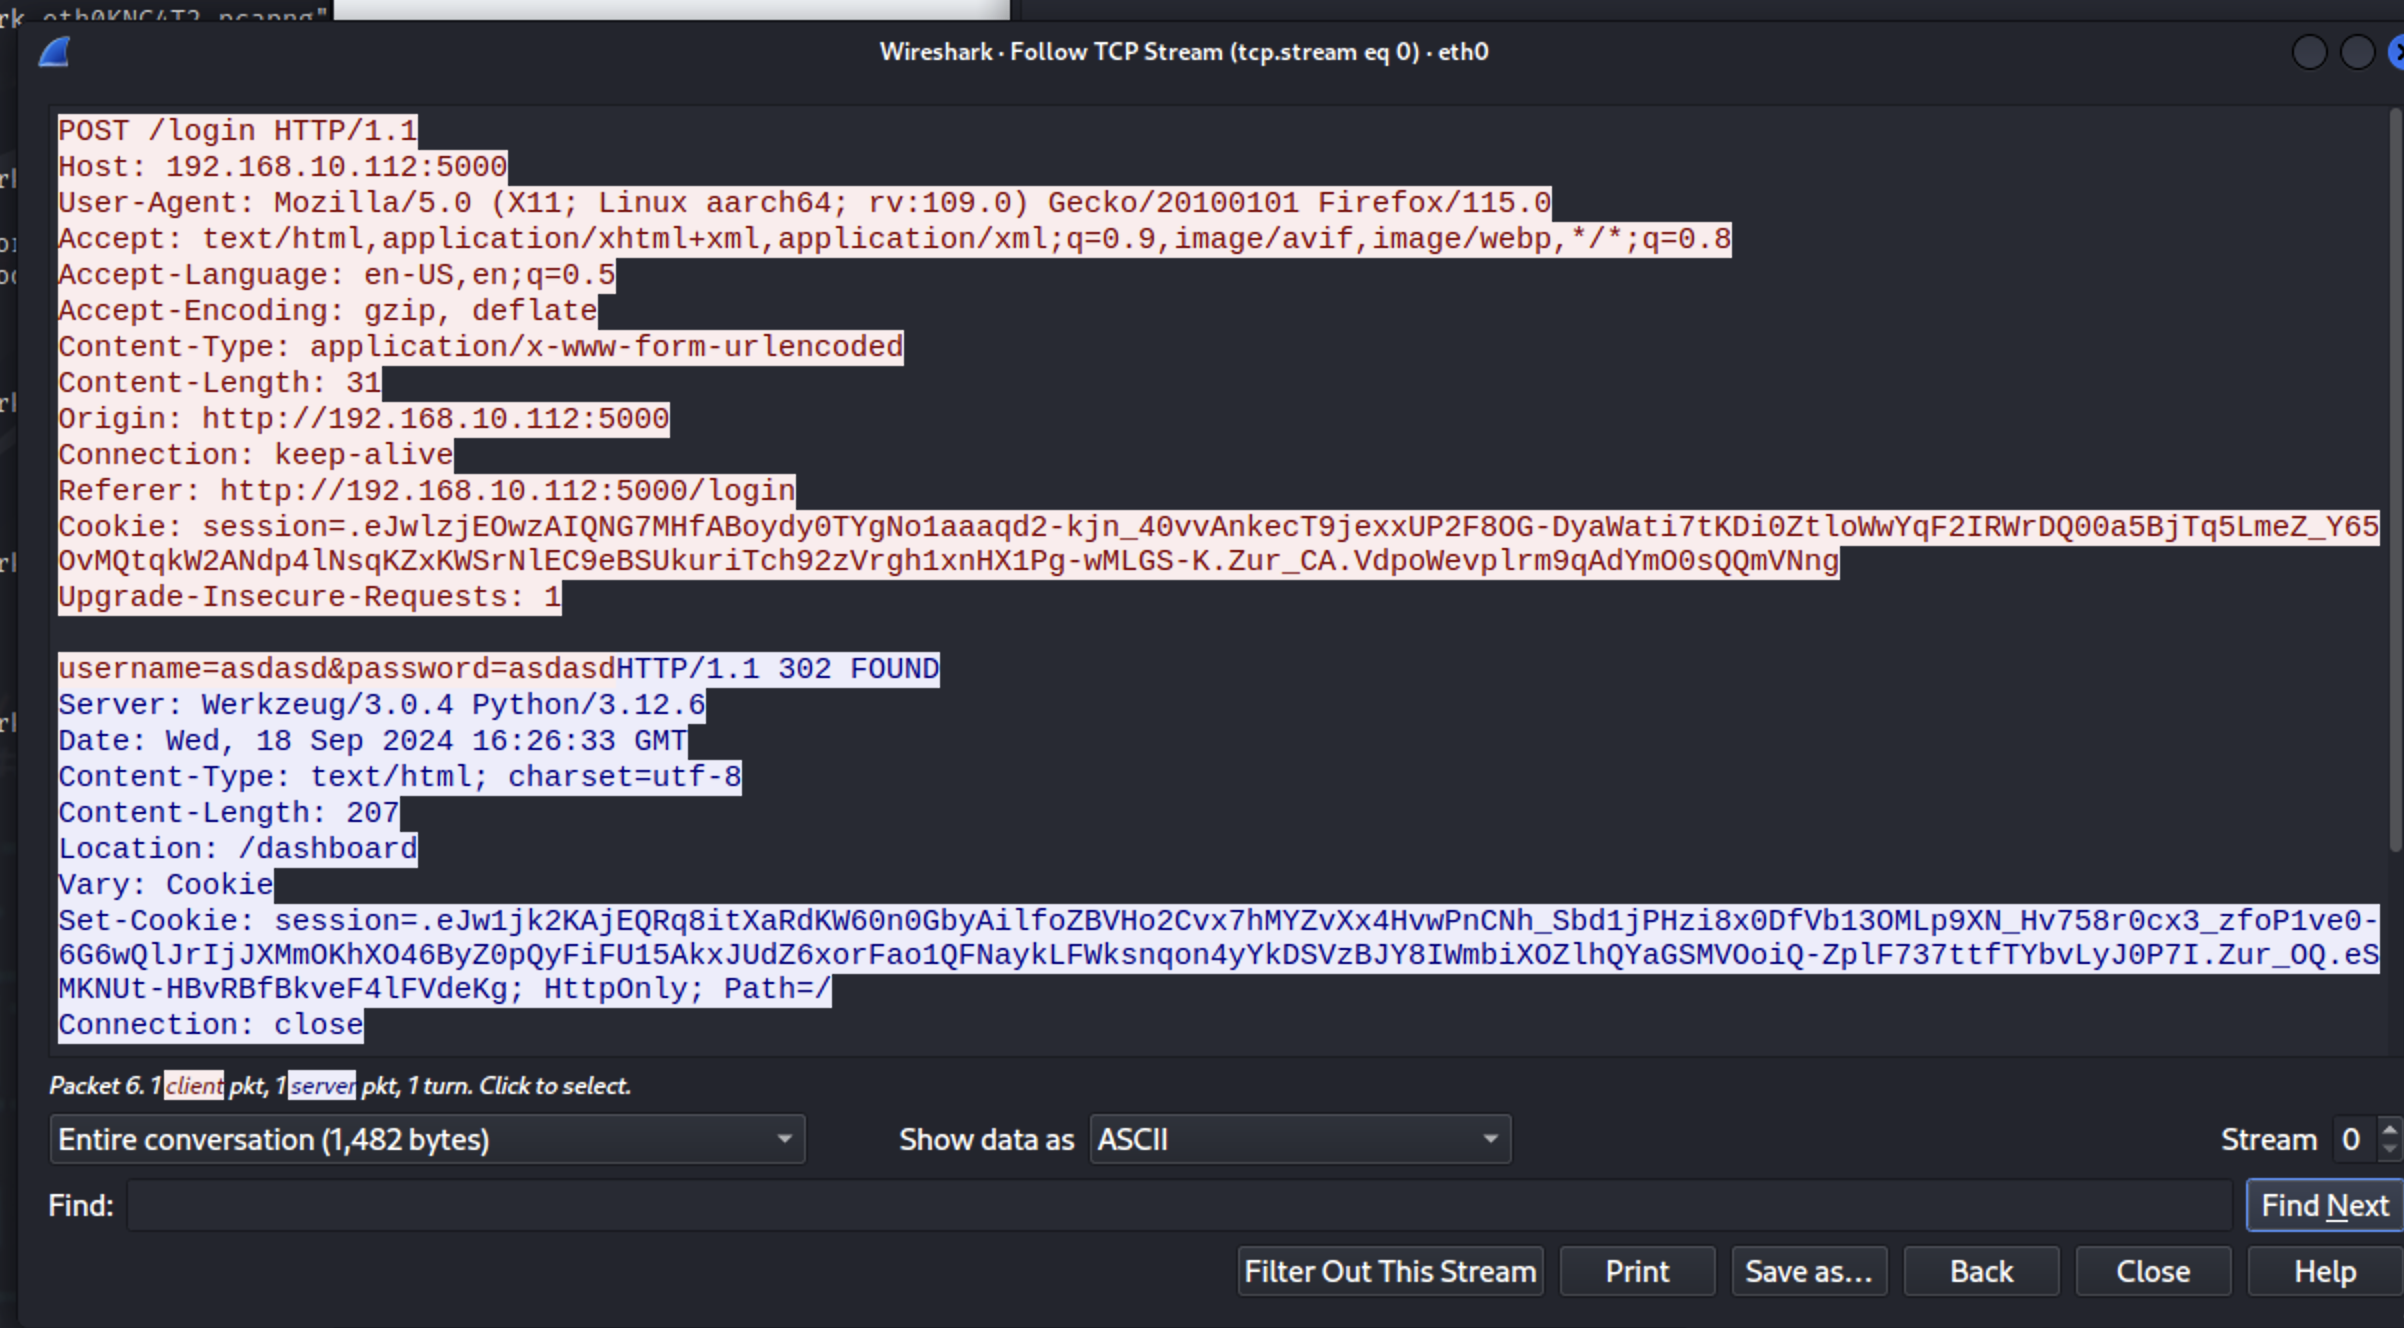 rk_eth0KNC4T2.pcapng"
Wireshark · Follow TCP Stream (tcp.stream eq 0) · eth0
POST /login HTTP/1.1
Host: 192.168.10.112:5000
User-Agent: Mozilla/5.0 (X11; Linux aarch64; rv:109.0) Gecko/20100101 Firefox/115.0
Accept: text/html,application/xhtml+xml,application/xml;q=0.9,image/avif,image/webp,*/*;q=0.8
Accept-Language: en-US,en;q=0.5
Accept-Encoding: gzip, deflate
Content-Type: application/x-www-form-urlencoded
Content-Length: 31
Origin: http://192.168.10.112:5000
Connection: keep-alive
Referer: http://192.168.10.112:5000/login
Cookie: session=.eJwlzjEOwzAIQNG7MHfABoydy0TYgNo1aaaqd2-kjn_40vvAnkecT9jexxUP2F8OG-DyaWati7tKDi0ZtloWwYqF2IRWrDQ00a5BjTq5LmeZ_Y65
OvMQtqkW2ANdp4lNsqKZxKWSrNlEC9eBSUkuriTch92zVrgh1xnHX1Pg-wMLGS-K.Zur_CA.VdpoWevplrm9qAdYmO0sQQmVNng
Upgrade-Insecure-Requests: 1
username=asdasd&password=asdasdHTTP/1.1 302 FOUND
Server: Werkzeug/3.0.4 Python/3.12.6
Date: Wed, 18 Sep 2024 16:26:33 GMT
Content-Type: text/html; charset=utf-8
Content-Length: 207
Location: /dashboard
Vary: Cookie
Set-Cookie: session=.eJw1jk2KAjEQRq8itXaRdKW60n0GbyAilfoZBVHo2Cvx7hMYZvXx4HvwPnCNh_Sbd1jPHzi8x0DfVb13OMLp9XN_Hv758r0cx3_zfoP1ve0-
6G6wQlJrIjJXMmOKhXO46ByZ0pQyFiFU15AkxJUdZ6xorFao1QFNaykLFWksnqon4yYkDSVzBJY8IWmbiXOZlhQYaGSMVOoiQ-ZplF737ttfTYbvLyJ0P7I.Zur_OQ.eS
MKNUt-HBvRBfBkveF4lFVdeKg; HttpOnly; Path=/
Connection: close
Packet 6. 1 client pkt, 1 server pkt, 1 turn. Click to select.
Entire conversation (1,482 bytes)
Show data as
ASCII
Stream
0
Find:
Find Next
Filter Out This Stream
Print
Save as…
Back
Close
Help